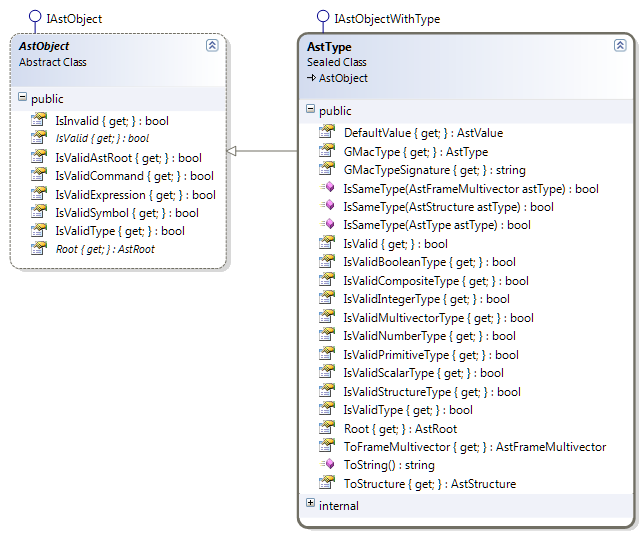 IAstObject
AstObject
Abstract Class
public
IsInvalid { get; } : bool
IsValid { get; } : bool
IsValidAstRoot { get; } : bool
IsValidCommand { get; } : bool
IsValidExpression { get; } : bool
IsValidSymbol { get; } : bool
IsValidType { get; } : bool
Root { get; } : AstRoot
IAstObjectWithType
AstType
Sealed Class
AstObject
public
DefaultValue { get; } : AstValue
GMacType { get; } : AstType
GMacTypeSignature { get; } : string
IsSameType(AstFrameMultivector astType) : bool
IsSameType(AstStructure astType) : bool
IsSameType(AstType astType) : bool
IsValid { get; } : bool
IsValidBooleanType { get; } : bool
IsValidCompositeType { get; } : bool
IsValidIntegerType { get; } : bool
IsValidMultivectorType { get; } : bool
IsValidNumberType { get; } : bool
IsValidPrimitiveType { get; } : bool
IsValidScalarType { get; } : bool
IsValidStructureType { get; } : bool
IsValidType { get; } : bool
Root { get; } : AstRoot
ToFrameMultivector { get; } : AstFrameMultivector
ToString() : string
ToStructure { get; } : AstStructure
internal